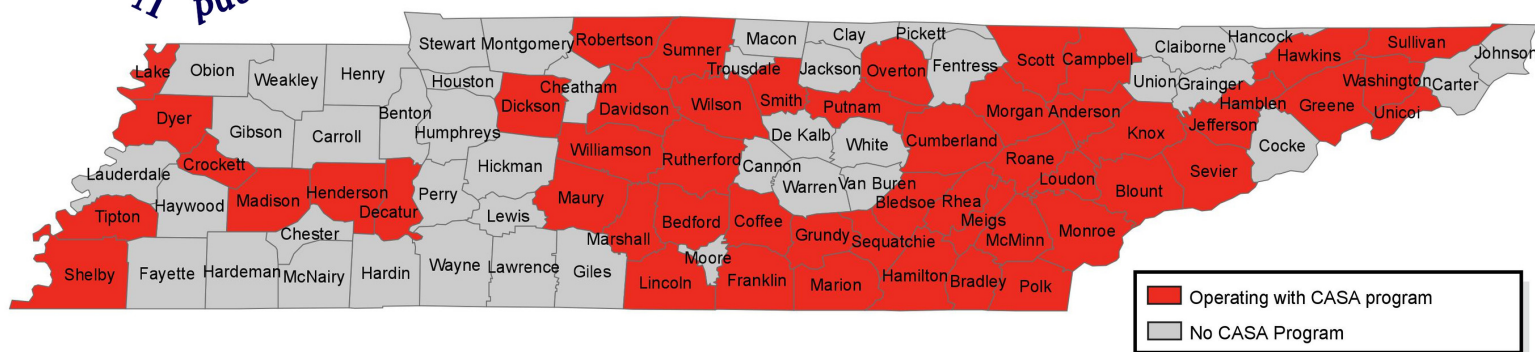 Stewart
Montgomery
Robertson
Sumner
Macon
Clay
Pickett
Lake
Obion
Weakley
Henry
Houston
Cheatham
Trousdale
Jackson
Overton
Fentress
Scott
Campbell
Claiborne
Hancock
Hawkins
Sullivan
Johnson
Dickson
Davidson
Wilson
Smith
Putnam
Morgan
Anderson
Union
Grainger
Hamblen
Greene
Washington
Carter
Unicoi
Dyer
Gibson
Carroll
Benton
Humphreys
Hickman
Williamson
Rutherford
De Kalb
White
Cumberland
Knox
Jefferson
Cocke
Crockett
Lauderdale
Haywood
Madison
Henderson
Decatur
Perry
Lewis
Maury
Cannon
Warren
Van Buren
Bledsoe
Rhea
Roane
Loudon
Blount
Sevier
Tipton
Chester
Marshall
Bedford
Coffee
Grundy
Sequatchie
Meigs
McMinn
Monroe
Shelby
Fayette
Hardeman
McNairy
Hardin
Wayne
Lawrence
Giles
Lincoln
Moore
Franklin
Marion
Hamilton
Bradley
Polk
Operating with CASA program
No CASA Program